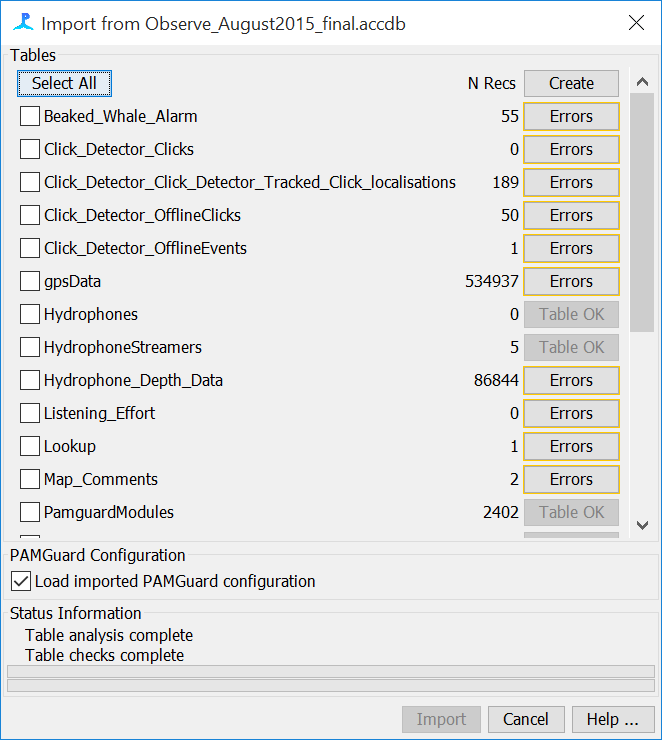 Import from Observe_August2015_final.accdb
Tables
Select All N Recs Create
Beaked_Whale_Alarm 55 Errors
Click_Detector_Clicks 0 Errors
Click_Detector_Click_Detector_Tracked_Click_localisations 189 Errors
Click_Detector_OfflineClicks 50 Errors
Click_Detector_OfflineEvents 1 Errors
gpsData 534937 Errors
Hydrophones 0 Table OK
HydrophoneStreamers 5 Table OK
Hydrophone_Depth_Data 86844 Errors
Listening_Effort 0 Errors
Lookup 1 Errors
Map_Comments 2 Errors
PamguardModules 2402 Table OK
PAMGuard Configuration
Load imported PAMGuard configuration
Status Information
Table analysis complete
Table checks complete
Import Cancel Help ...